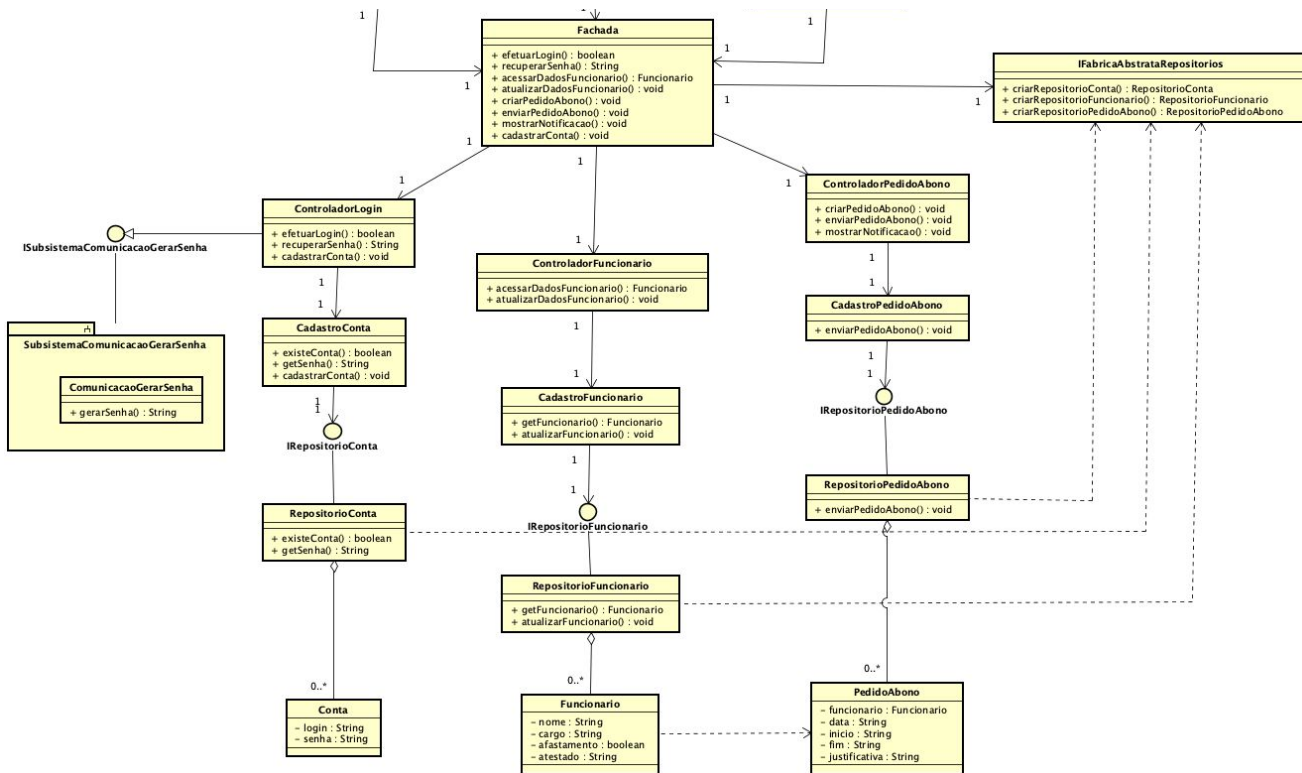 1
1
1
Fachada
+ efetuarLogin() : boolean
+ recuperarSenha() : String
+ acessarDadosFuncionario() : Funcionario
+ atualizarDadosFuncionario() : void
+ criarPedidoAbono() : void
+ enviarPedidoAbono() : void
+ mostrarNotificacao() : void
+ cadastrarConta() : void
1
1
1
1
IFabricaAbstrataRepositorios
+ criarRepositorioConta() : RepositorioConta
+ criarRepositorioFuncionario() : RepositorioFuncionario
+ criarRepositorioPedidoAbono() : RepositorioPedidoAbono
1
1
1
1
1
ControladorLogin
+ efetuarLogin() : boolean
+ recuperarSenha() : String
+ cadastrarConta() : void
ISubsistemaComunicacaoGerarSenha
ControladorPedidoAbono
+ criarPedidoAbono() : void
+ enviarPedidoAbono() : void
+ mostrarNotificacao() : void
1
ControladorFuncionario
+ acessarDadosFuncionario() : Funcionario
+ atualizarDadosFuncionario() : void
1
1
1
1
CadastroPedidoAbono
+ enviarPedidoAbono() : void
SubsistemaComunicacaoGerarSenha
ComunicacaoGerarSenha
+ gerarSenha() : String
CadastroConta
+ existeConta() : boolean
+ getSenha() : String
+ cadastrarConta() : void
1
1
1
1
CadastroFuncionario
+ getFuncionario() : Funcionario
+ atualizarFuncionario() : void
1
1
IRepositorioConta
IRepositorioPedidoAbono
1
1
IRepositorioFuncionario
RepositorioPedidoAbono
+ enviarPedidoAbono() : void
RepositorioConta
+ existeConta() : boolean
+ getSenha() : String
RepositorioFuncionario
+ getFuncionario() : Funcionario
+ atualizarFuncionario() : void
0..*
0..*
0..*
Conta
- login : String
- senha : String
Funcionario
- nome : String
- cargo : String
- afastamento : boolean
- atestado : String
PedidoAbono
- funcionario : Funcionario
- data : String
- inicio : String
- fim : String
- justificativa : String